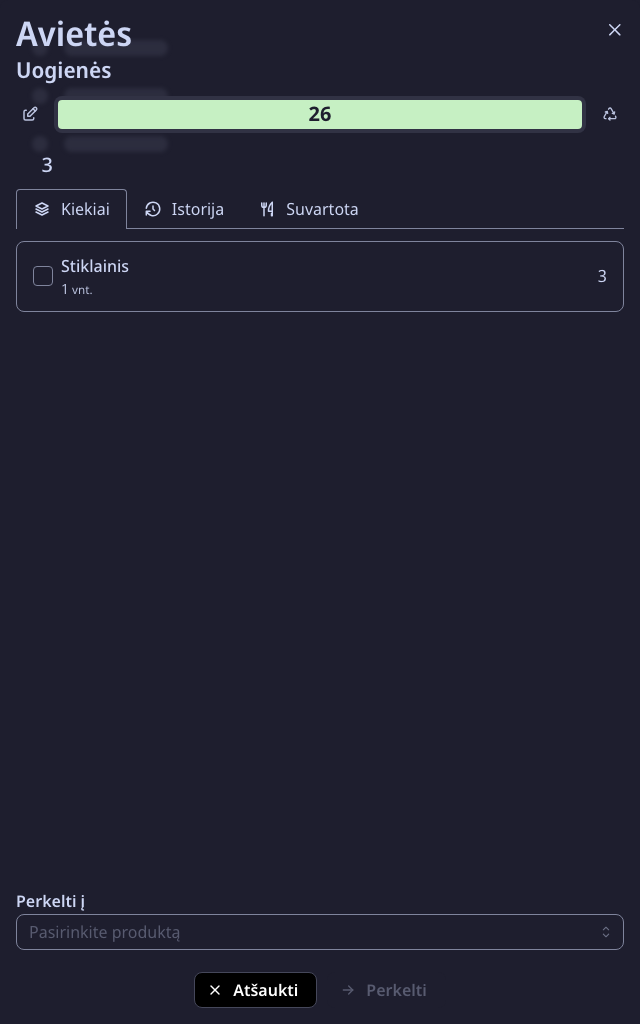 Avietės
Uogienės
26
3
Kiekiai Istorija Suvartota
Stiklainis 3
1 vnt.
Perkelti į
Pasirinkite produktą
Atšaukti Perkelti